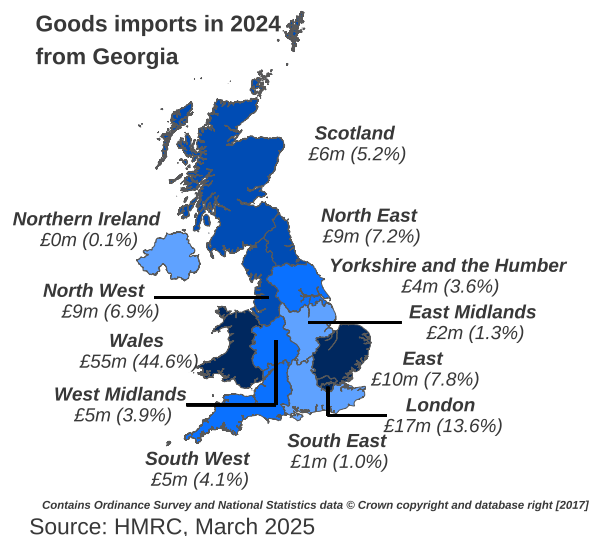 Goods imports in 2024
from Georgia
Scotland
£6m (5.2%)
Northern Ireland
£0m (0.1%)
North East
£9m (7.2%)
Yorkshire and the Humber
£4m (3.6%)
North West
£9m (6.9%)
East Midlands
£2m (1.3%)
Wales
£55m (44.6%)
East
£10m (7.8%)
West Midlands
£5m (3.9%)
London
£17m (13.6%)
South East
£1m (1.0%)
South West
£5m (4.1%)
Contains Ordinance Survey and National Statistics data © Crown copyright and database right [2017]
Source: HMRC, March 2025